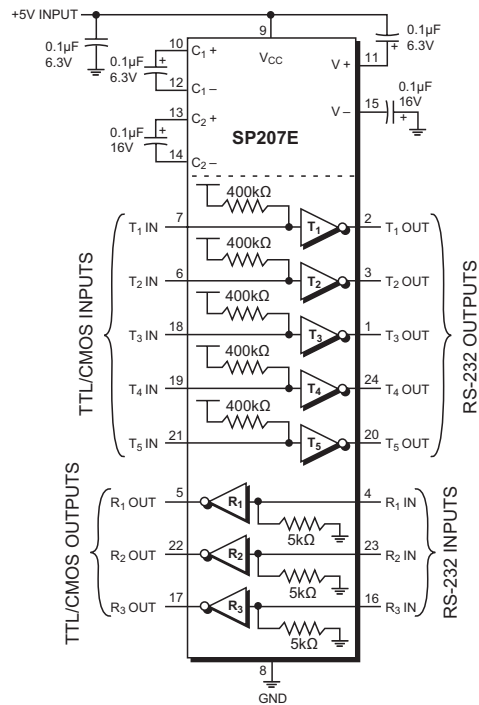 +5V INPUT
0.1µF
6.3V
9
VCC
0.1µF
6.3V
10
C1 +
0.1µF
6.3V
12
C1 –
13
C2 +
0.1µF
16V
14
C2 –
11
V +
15
V –
0.1µF
16V
SP207E
TTL/CMOS INPUTS
RS-232 OUTPUTS
400kΩ
T1 IN 7 T1 2 T1 OUT
400kΩ
T2 IN 6 T2 3 T2 OUT
400kΩ
T3 IN 18 T3 1 T3 OUT
400kΩ
T4 IN 19 T4 24 T4 OUT
400kΩ
T5 IN 21 T5 20 T5 OUT
TTL/CMOS OUTPUTS
RS-232 INPUTS
R1 OUT 5 R1 4 R1 IN
5kΩ
R2 OUT 22 R2 23 R2 IN
5kΩ
R3 OUT 17 R3 16 R3 IN
5kΩ
8
GND